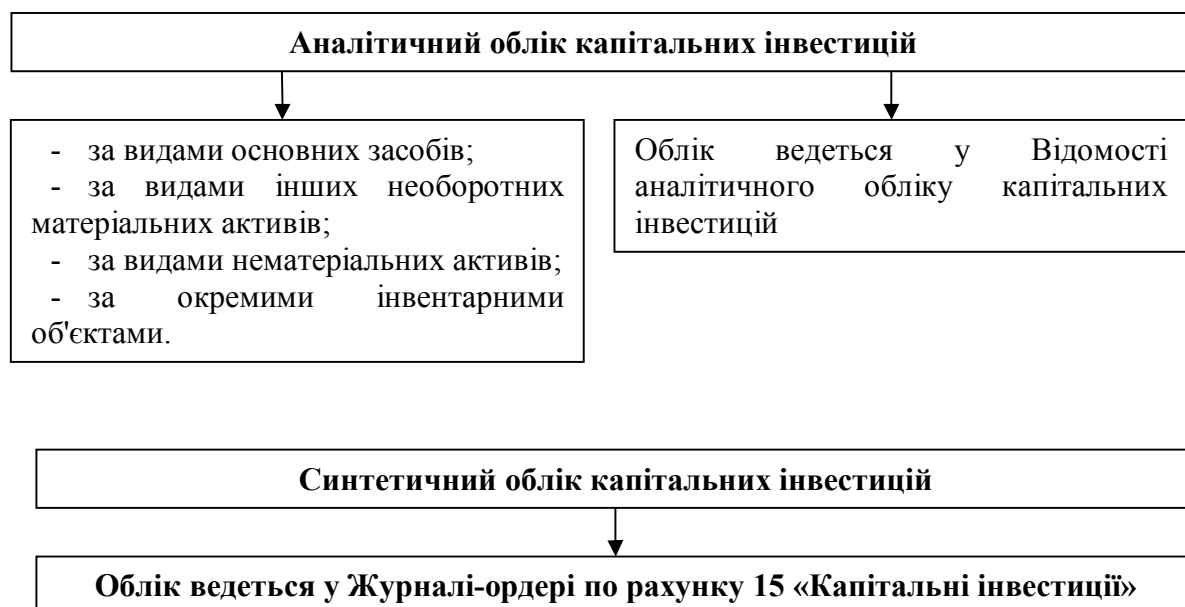 Аналітичний облік капітальних інвестицій
- за видами основних засобів;
- за видами інших необоротних
матеріальних активів;
- за видами нематеріальних активів;
- за окремими інвентарними
об'єктами.
Облік ведеться у Відомості
аналітичного обліку капітальних
інвестицій
Синтетичний облік капітальних інвестицій
Облік ведеться у Журналі-ордері по рахунку 15 «Капітальні інвестиції»